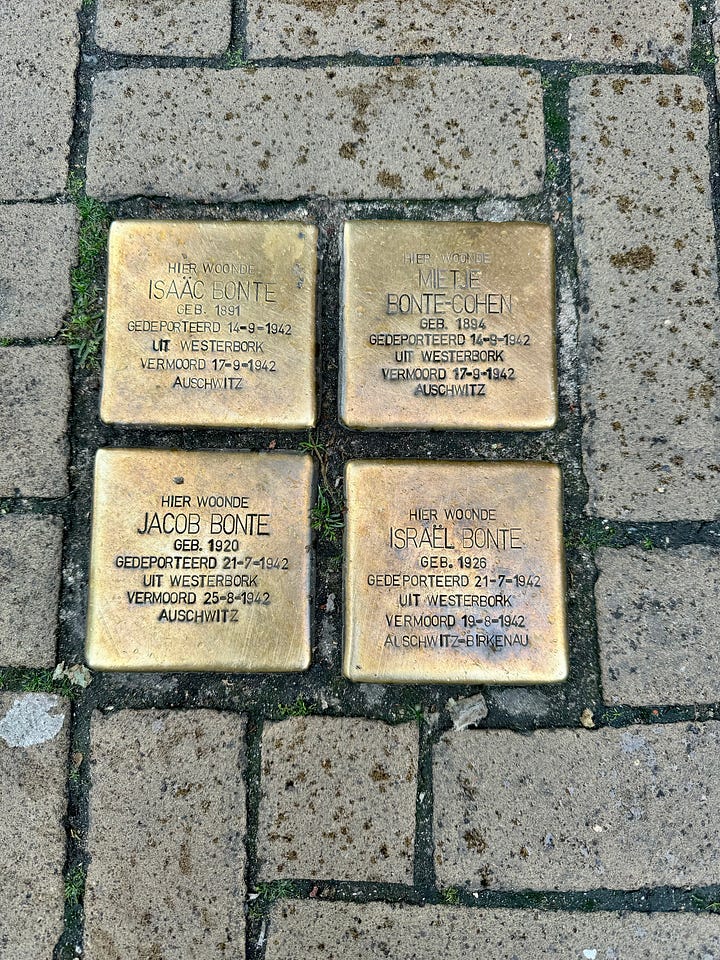 HIER WOONDE
ISAÄC BONTE
GEB. 1891
GEDEPORTEERD 14-9-1942
UIT WESTERBORK
VERMOORD 17-9-1942
AUSCHWITZ
HIER WOONDE
MIETJE
BONTE-COHEN
GEB. 1894
GEDEPORTEERD 14-9-1942
UIT WESTERBORK
VERMOORD 17-9-1942
AUSCHWITZ
HIER WOONDE
JACOB BONTE
GEB. 1920
GEDEPORTEERD 21-7-1942
UIT WESTERBORK
VERMOORD 25-8-1942
AUSCHWITZ
HIER WOONDE
ISRAËL BONTE
GEB. 1926
GEDEPORTEERD 21-7-1942
UIT WESTERBORK
VERMOORD 19-8-1942
AUSCHWITZ-BIRKENAU